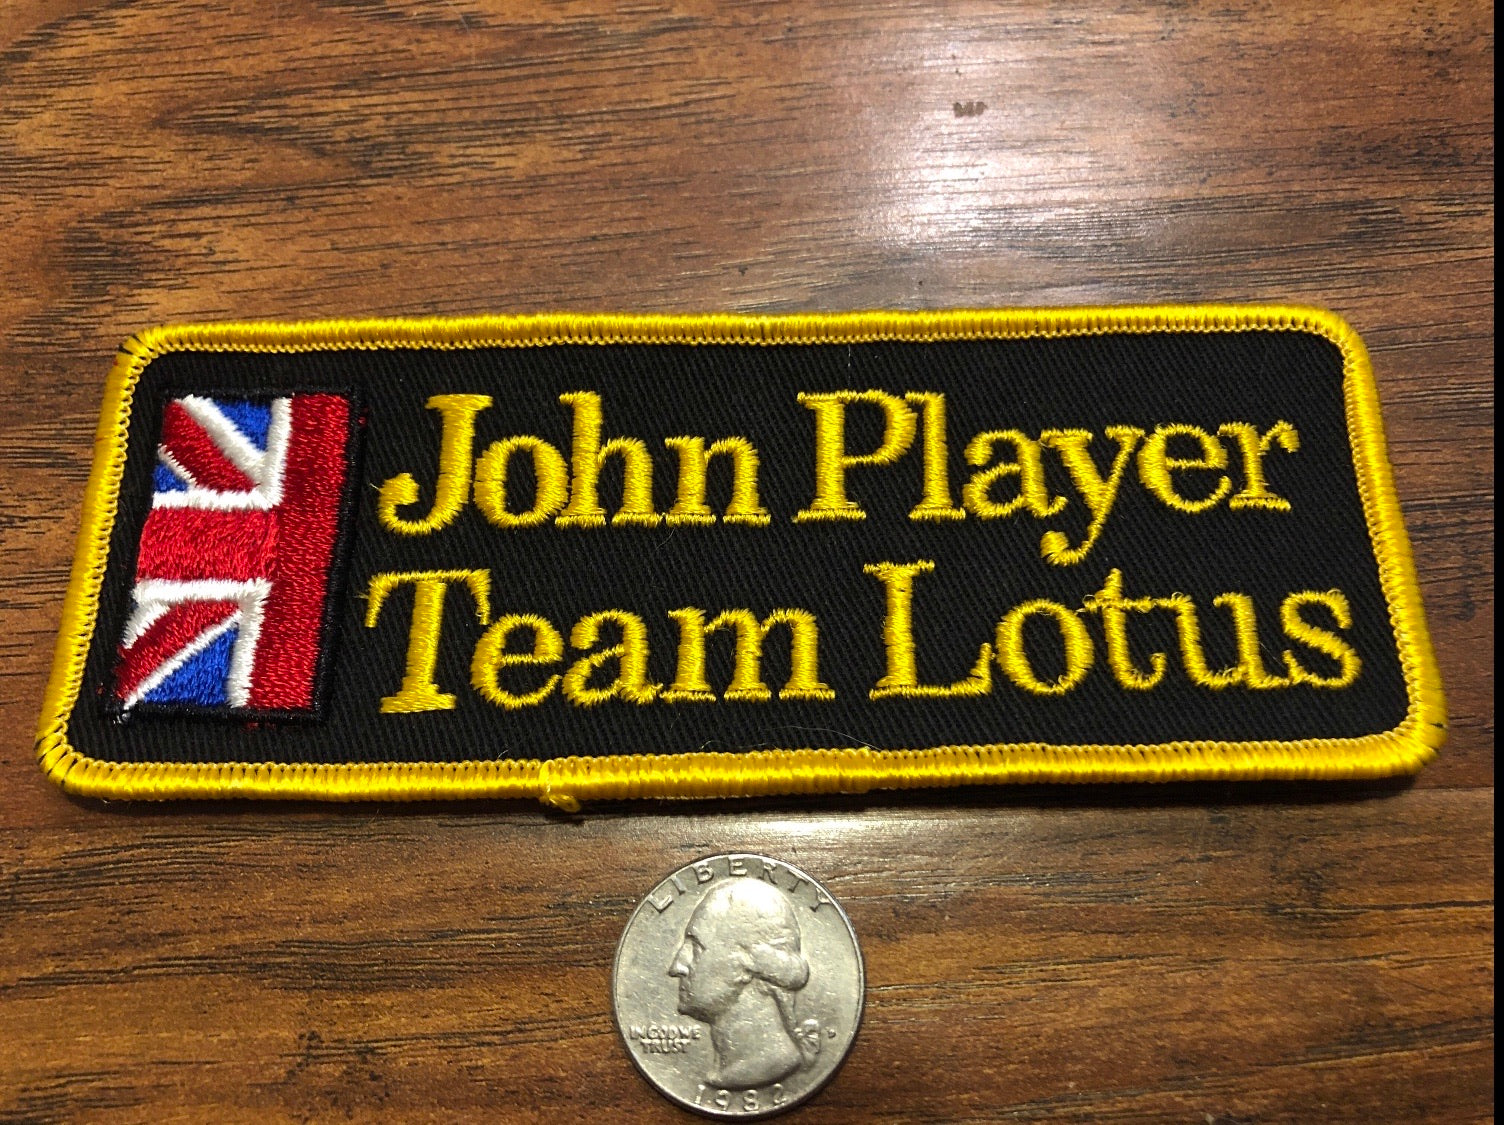 John Player
Team Lotus
LIBERTY
IN GOD WE
TRUST
D
1982